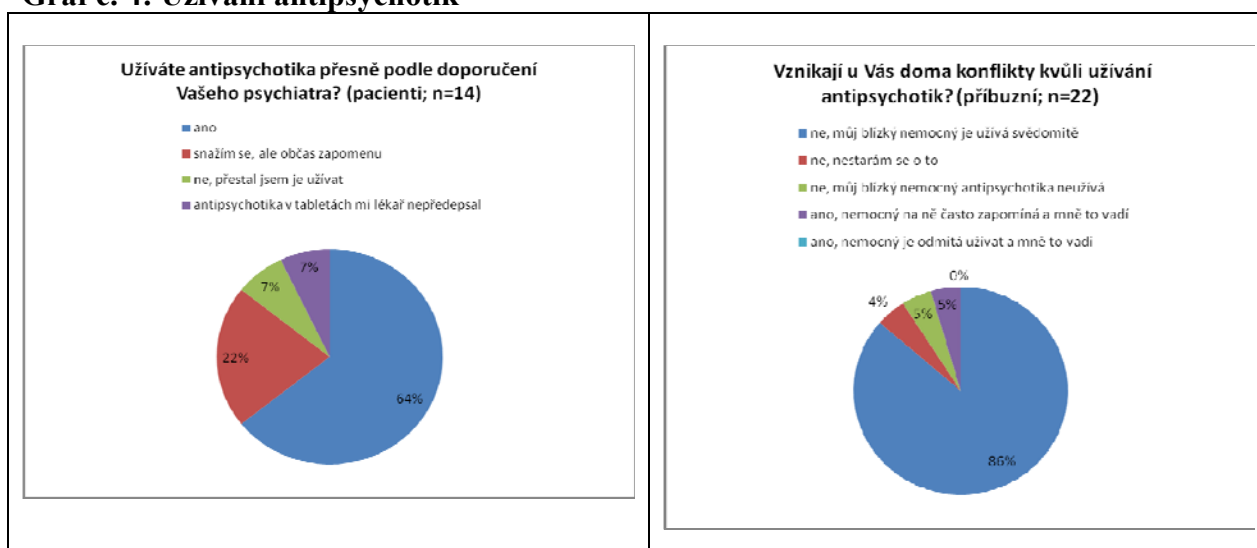 Graf č. 4: Užívání antipsychotik
Užíváte antipsychotika přesně podle doporučení
Vašeho psychiatra? (pacienti; n=14)
ano
snažím se, ale občas zapomenu
ne, přestal jsem je užívat
antipsychotika v tabletách mi lékař nepředepsal
7%
7%
22%
64%
Vznikají u Vás doma konflikty kvůli užívání
antipsychotik? (příbuzní; n=22)
ne, můj blízký nemocný je užívá svědomitě
ne, nestarám se o to
ne, můj blízký nemocný antipsychotika neužívá
ano, nemocný na ně často zapomíná a mně to vadí
ano, nemocný je odmítá užívat a mně to vadí
0%
4%
5%
5%
86%